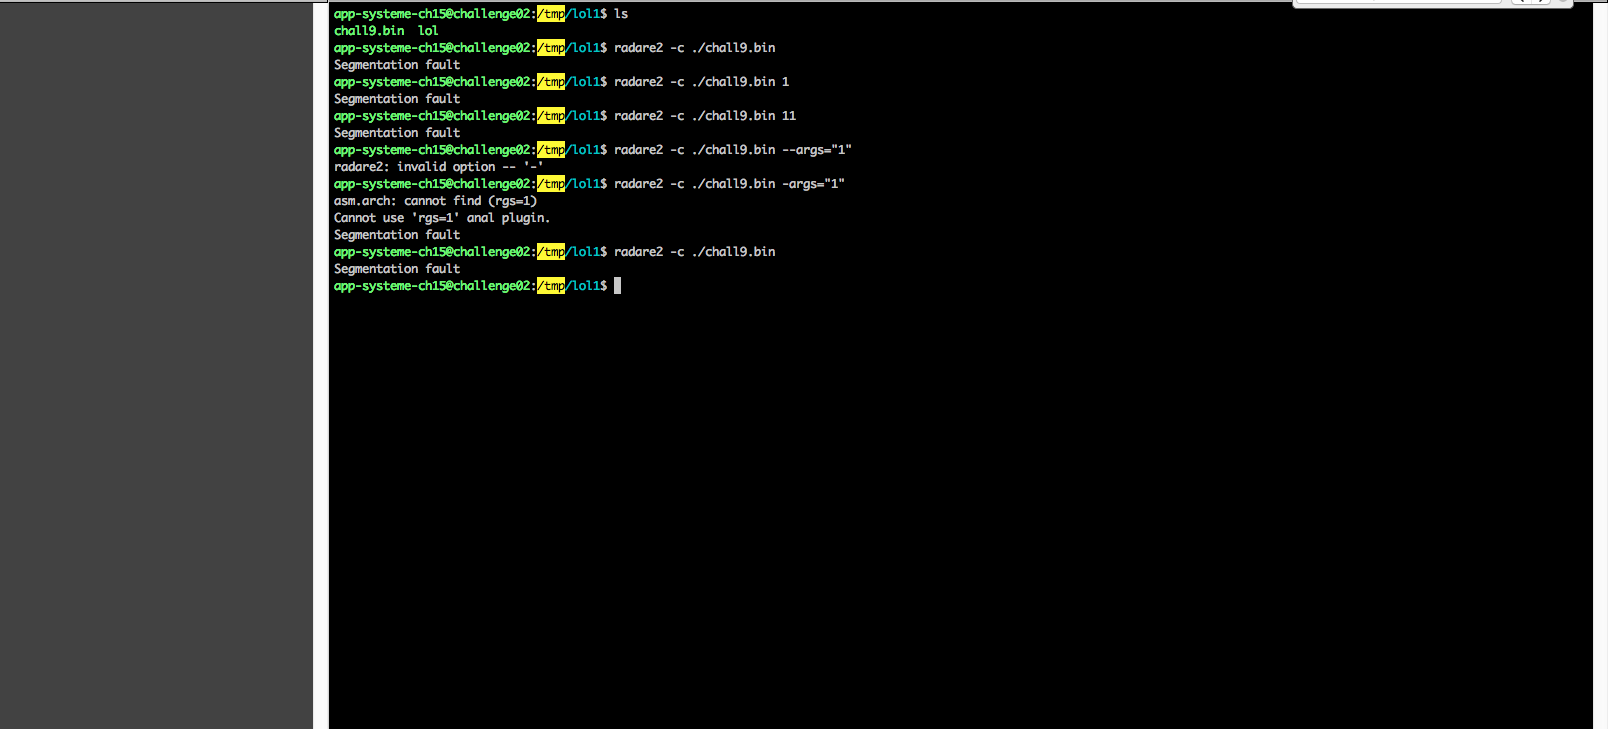 app-systeme-ch15@challenge02:/tmp/lol1$ ls
chall9.bin  lol
app-systeme-ch15@challenge02:/tmp/lol1$ radare2 -c ./chall9.bin
Segmentation fault
app-systeme-ch15@challenge02:/tmp/lol1$ radare2 -c ./chall9.bin 1
Segmentation fault
app-systeme-ch15@challenge02:/tmp/lol1$ radare2 -c ./chall9.bin 11
Segmentation fault
app-systeme-ch15@challenge02:/tmp/lol1$ radare2 -c ./chall9.bin --args="1"
radare2: invalid option -- '-'
app-systeme-ch15@challenge02:/tmp/lol1$ radare2 -c ./chall9.bin -args="1"
asm.arch: cannot find (rgs=1)
Cannot use 'rgs=1' anal plugin.
Segmentation fault
app-systeme-ch15@challenge02:/tmp/lol1$ radare2 -c ./chall9.bin
Segmentation fault
app-systeme-ch15@challenge02:/tmp/lol1$